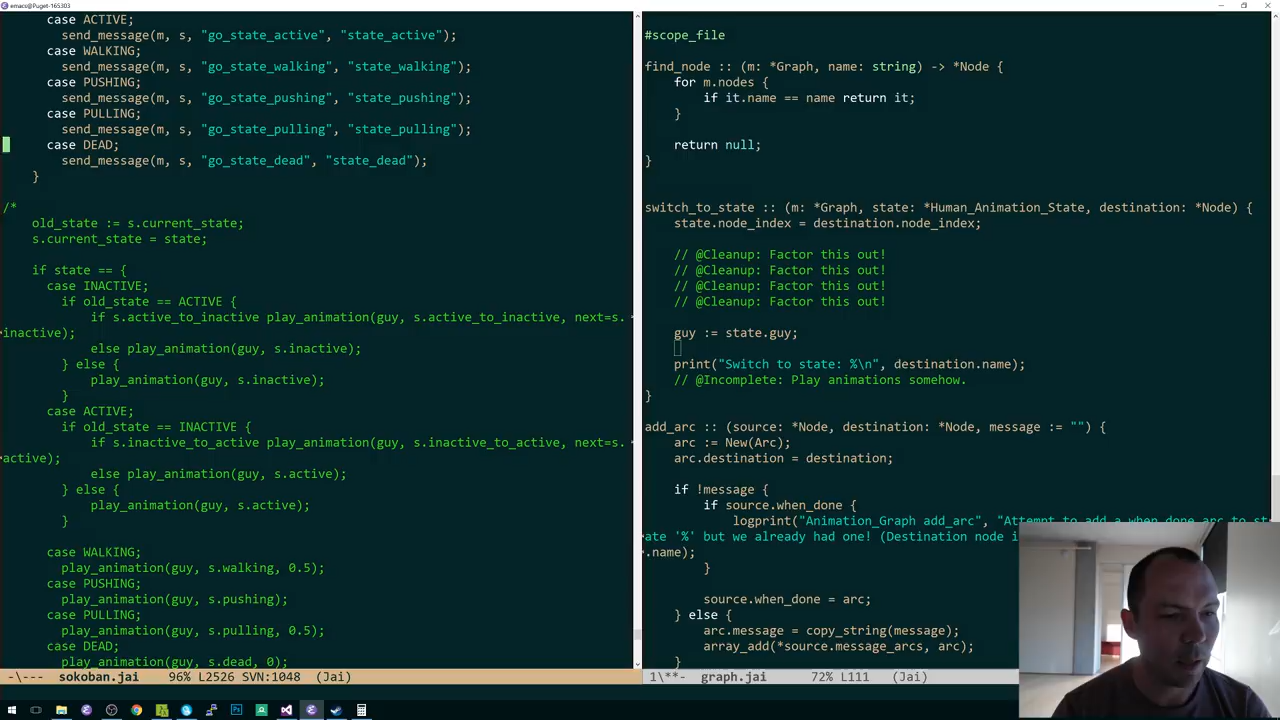 emacs@Puget-165303
case ACTIVE;
send_message(m, s, "go_state_active", "state_active");
case WALKING;
send_message(m, s, "go_state_walking", "state_walking");
case PUSHING;
send_message(m, s, "go_state_pushing", "state_pushing");
case PULLING;
send_message(m, s, "go_state_pulling", "state_pulling");
case DEAD;
send_message(m, s, "go_state_dead", "state_dead");
}
/*
old_state := s.current_state;
s.current_state = state;
if state == {
case INACTIVE;
if old_state == ACTIVE {
if s.active_to_inactive play_animation(guy, s.active_to_inactive, next=s.
inactive);
else play_animation(guy, s.inactive);
} else {
play_animation(guy, s.inactive);
}
case ACTIVE;
if old_state == INACTIVE {
if s.inactive_to_active play_animation(guy, s.inactive_to_active, next=s.
active);
else play_animation(guy, s.active);
} else {
play_animation(guy, s.active);
}
case WALKING;
play_animation(guy, s.walking, 0.5);
case PUSHING;
play_animation(guy, s.pushing);
case PULLING;
play_animation(guy, s.pulling, 0.5);
case DEAD;
play_animation(guy, s.dead, 0);
-\--- sokoban.jai 96% L2526 SVN:1048 (Jai)
#scope_file
find_node :: (m: *Graph, name: string) -> *Node {
for m.nodes {
if it.name == name return it;
}
return null;
}
switch_to_state :: (m: *Graph, state: *Human_Animation_State, destination: *Node) {
state.node_index = destination.node_index;
// @Cleanup: Factor this out!
// @Cleanup: Factor this out!
// @Cleanup: Factor this out!
// @Cleanup: Factor this out!
guy := state.guy;
print("Switch to state: %\n", destination.name);
// @Incomplete: Play animations somehow.
}
add_arc :: (source: *Node, destination: *Node, message := "") {
arc := New(Arc);
arc.destination = destination;
if !message {
if source.when_done {
logprint("Animation_Graph add_arc", "Attempt to add a when_done arc to st
ate '%' but we already had one! (Destination node i
.name);
}
source.when_done = arc;
} else {
arc.message = copy_string(message);
array_add(*source.message_arcs, arc);
}
1\**- graph.jai 72% L111 (Jai)